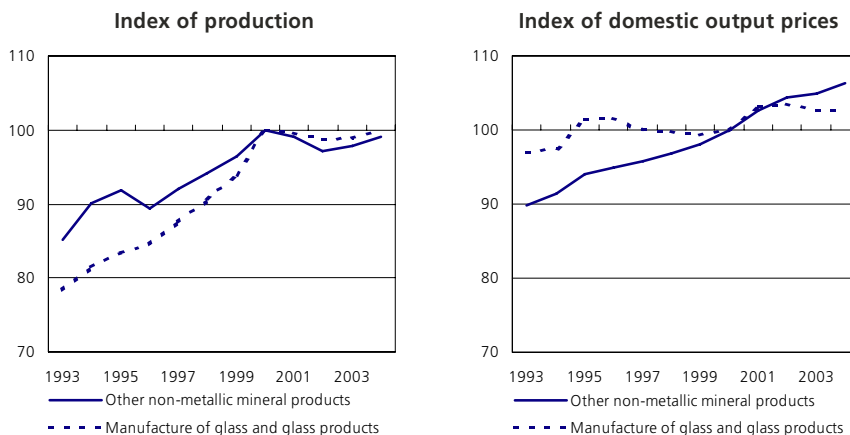 Index of production
110
100
90
80
70
1993 1995 1997 1999 2001 2003
Other non-metallic mineral products
Manufacture of glass and glass products
Index of domestic output prices
110
100
90
80
70
1993 1995 1997 1999 2001 2003
Other non-metallic mineral products
Manufacture of glass and glass products